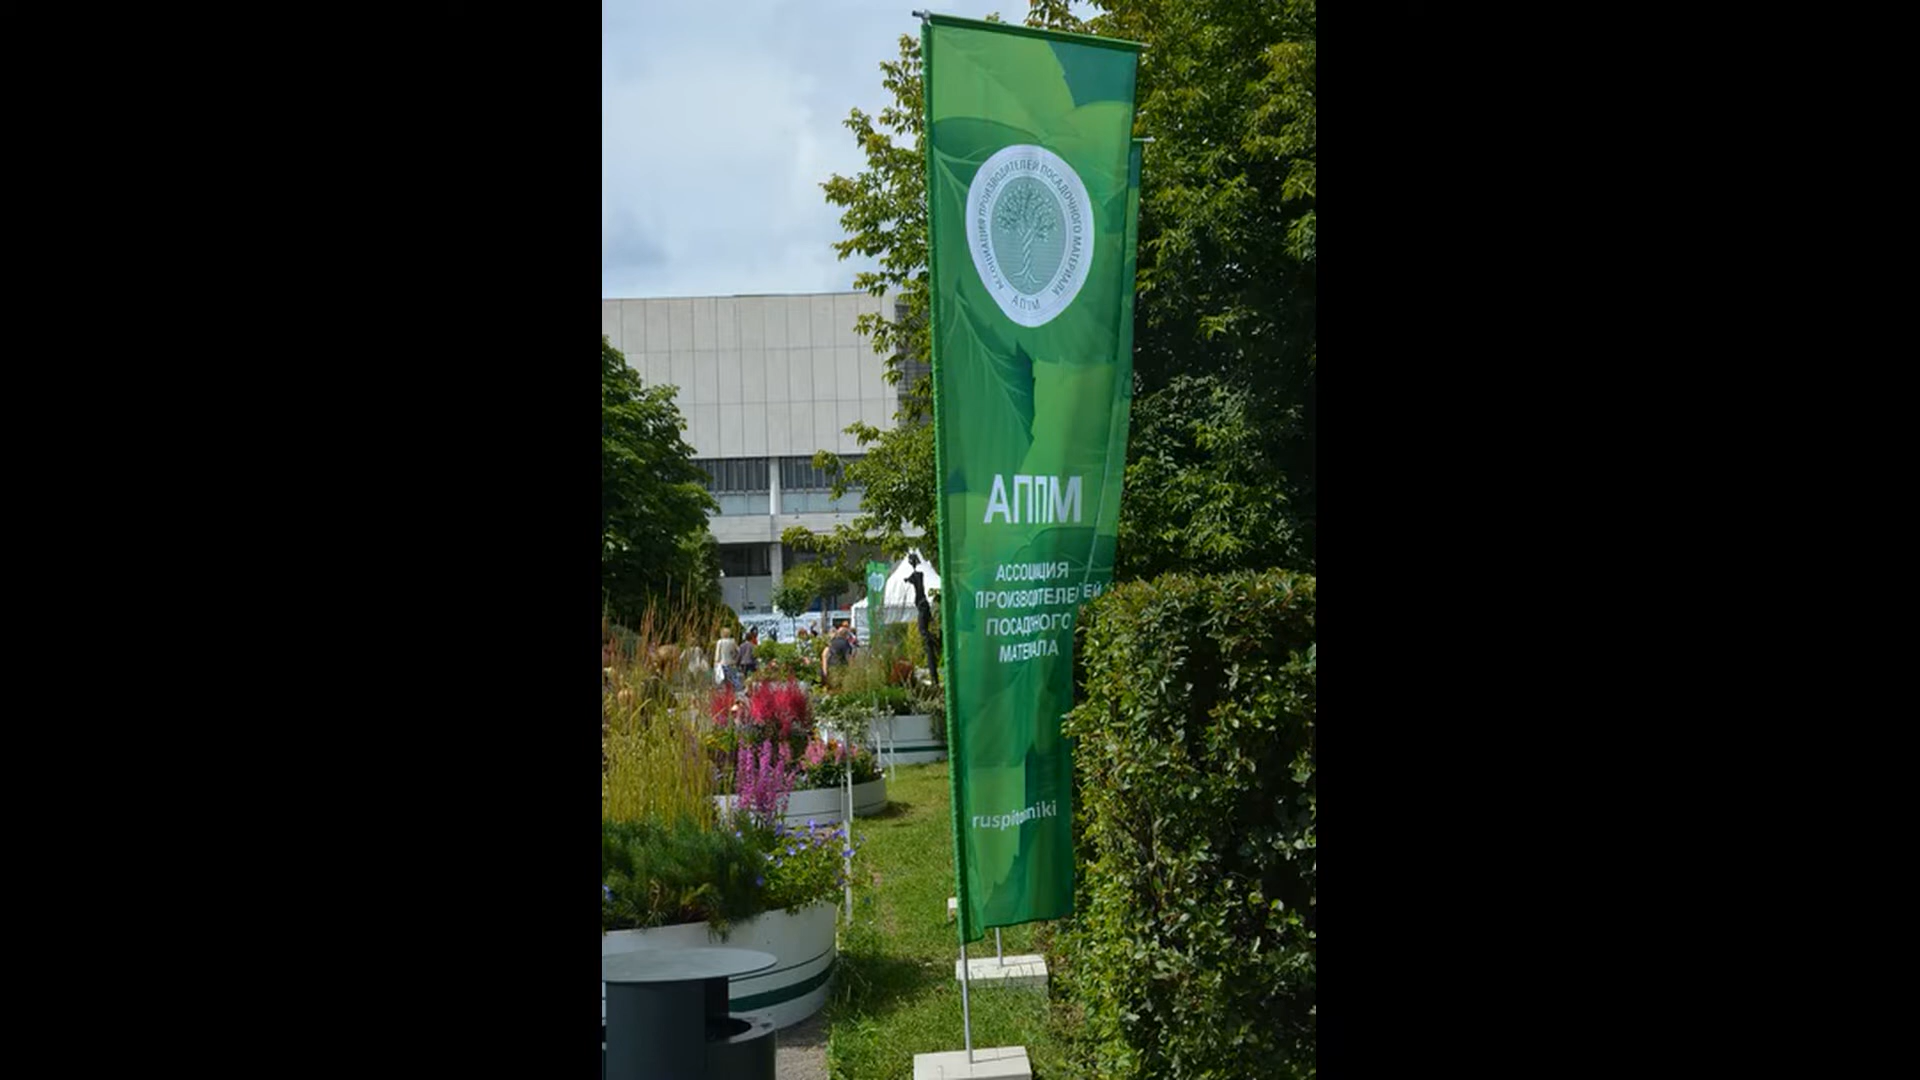 АССОЦИАЦИЯ ПРОИЗВОДИТЕЛЕЙ ПОСАДОЧНОГО МАТЕРИАЛА
АППМ
АППМ
АССОЦИАЦИЯ
ПРОИЗВОДИТЕЛЕЙ
ПОСАДОЧНОГО
МАТЕРИАЛА
ruspitomniki